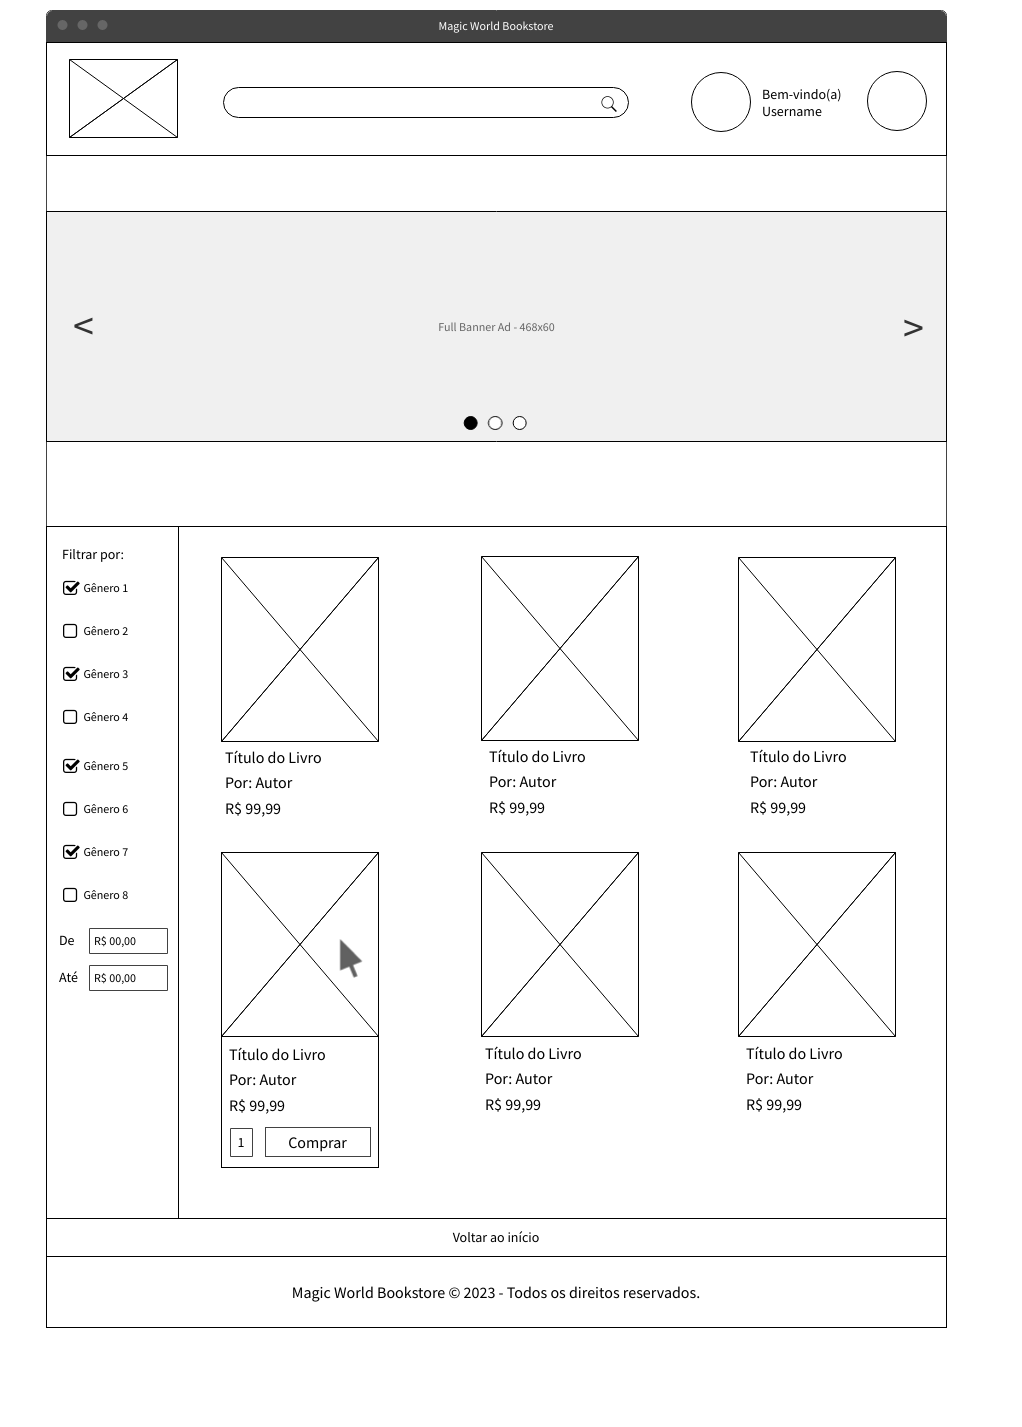 Magic World Bookstore
Bem-vindo(a)
Username
<
Full Banner Ad - 468x60
>
Filtrar por:
Gênero 1
Gênero 2
Gênero 3
Gênero 4
Gênero 5
Gênero 6
Gênero 7
Gênero 8
De R$ 00,00
Até R$ 00,00
Título do Livro
Por: Autor
R$ 99,99
Título do Livro
Por: Autor
R$ 99,99
Título do Livro
Por: Autor
R$ 99,99
Título do Livro
Por: Autor
R$ 99,99
1 Comprar
Título do Livro
Por: Autor
R$ 99,99
Título do Livro
Por: Autor
R$ 99,99
Voltar ao início
Magic World Bookstore © 2023 - Todos os direitos reservados.